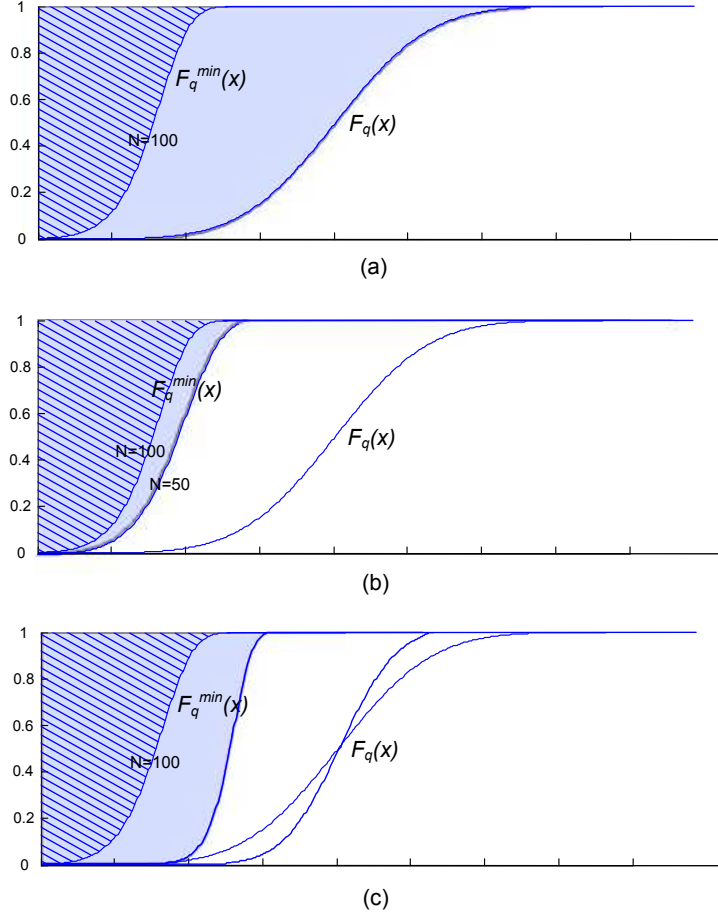 1
0.8
F_q^min(x)
0.6
F_q(x)
N=100
0.4
0.2
0
(a)
1
0.8
F_q^min(x)
0.6
F_q(x)
N=100
0.4
N=50
0.2
0
(b)
1
0.8
F_q^min(x)
0.6
F_q(x)
N=100
0.4
0.2
0
(c)